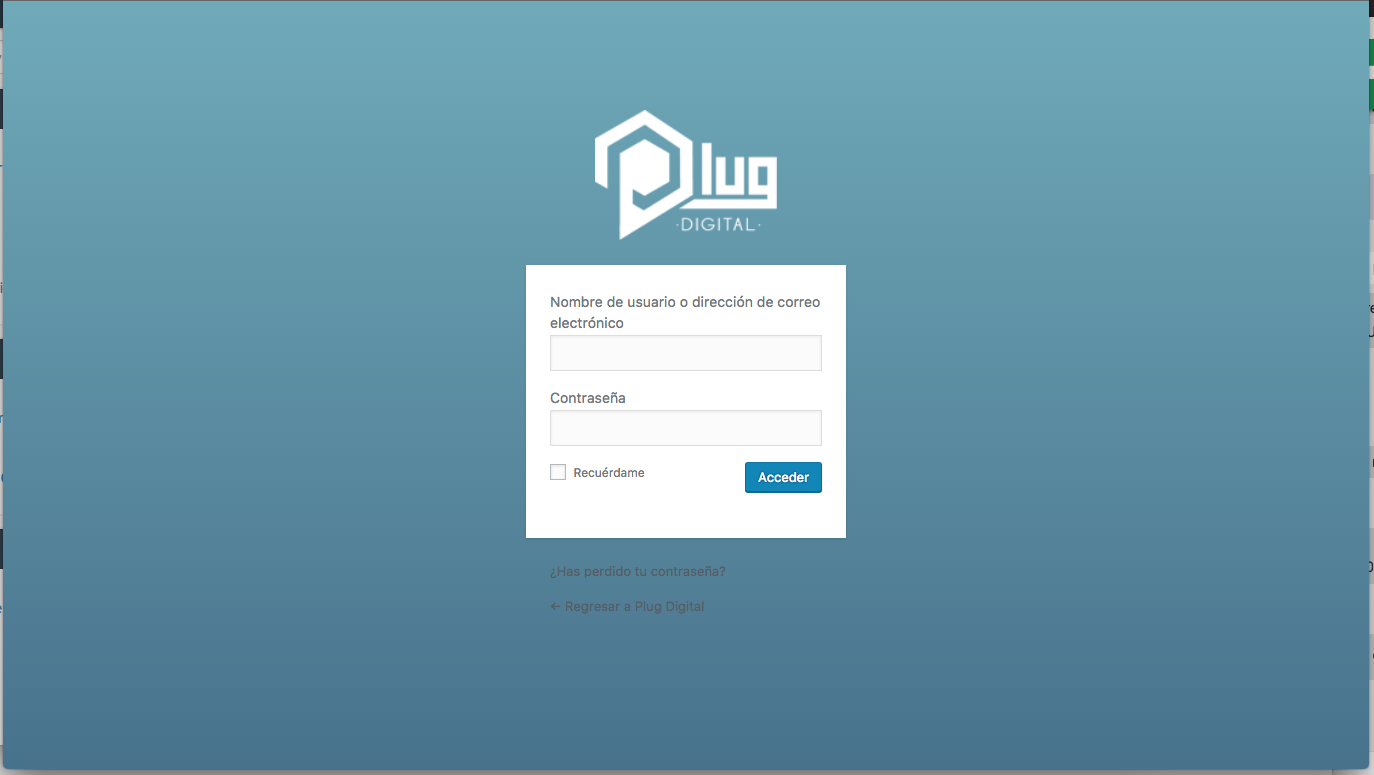 Plug
·DIGITAL·
Nombre de usuario o dirección de correo
electrónico
Contraseña
Recuérdame
Acceder
¿Has perdido tu contraseña?
← Regresar a Plug Digital